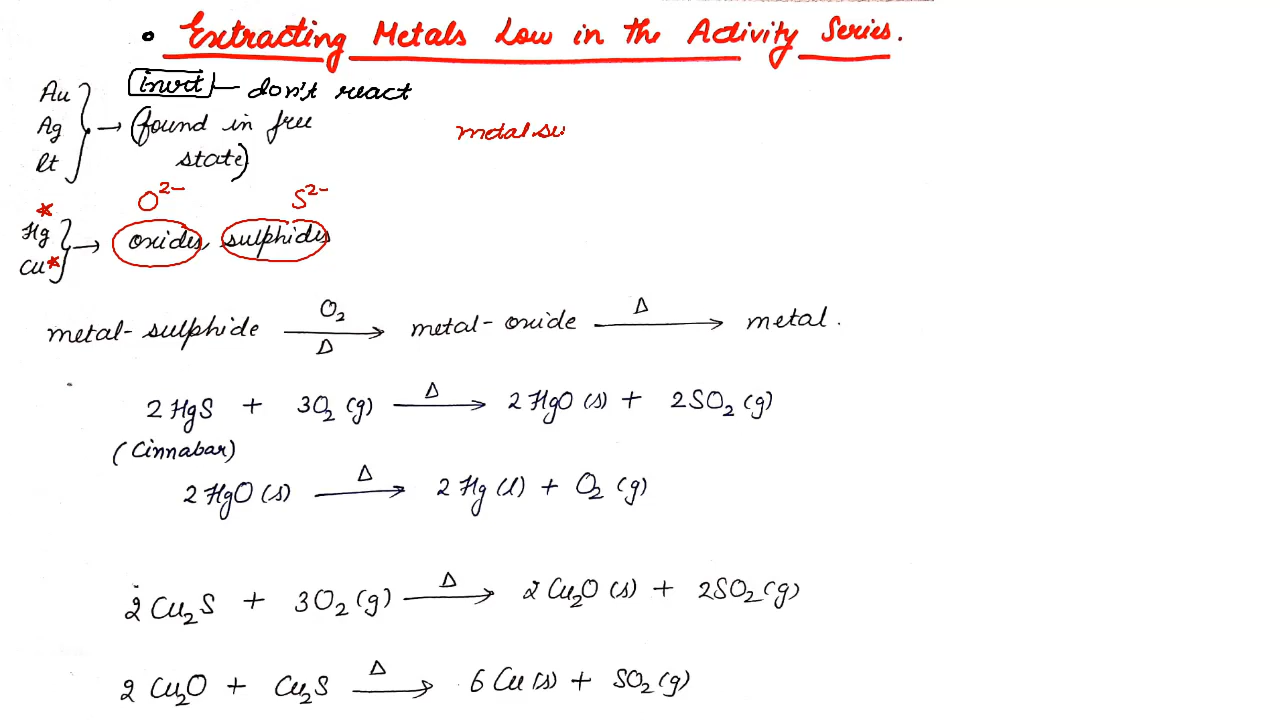 • Extracting Metals Low in the Activity Series.
Au
Ag
Pt
inert — don't react
→ (found in free
state)
metal su
O²⁻ S²⁻
* Hg
Cu*
→ oxides, sulphides
metal-sulphide O₂ Δ → metal-oxide Δ → metal.
2HgS + 3O₂(g) Δ → 2HgO(s) + 2SO₂(g)
(Cinnabar)
2HgO(s) Δ → 2Hg(l) + O₂(g)
2Cu₂S + 3O₂(g) Δ → 2Cu₂O(s) + 2SO₂(g)
2Cu₂O + Cu₂S Δ → 6Cu(s) + SO₂(g)